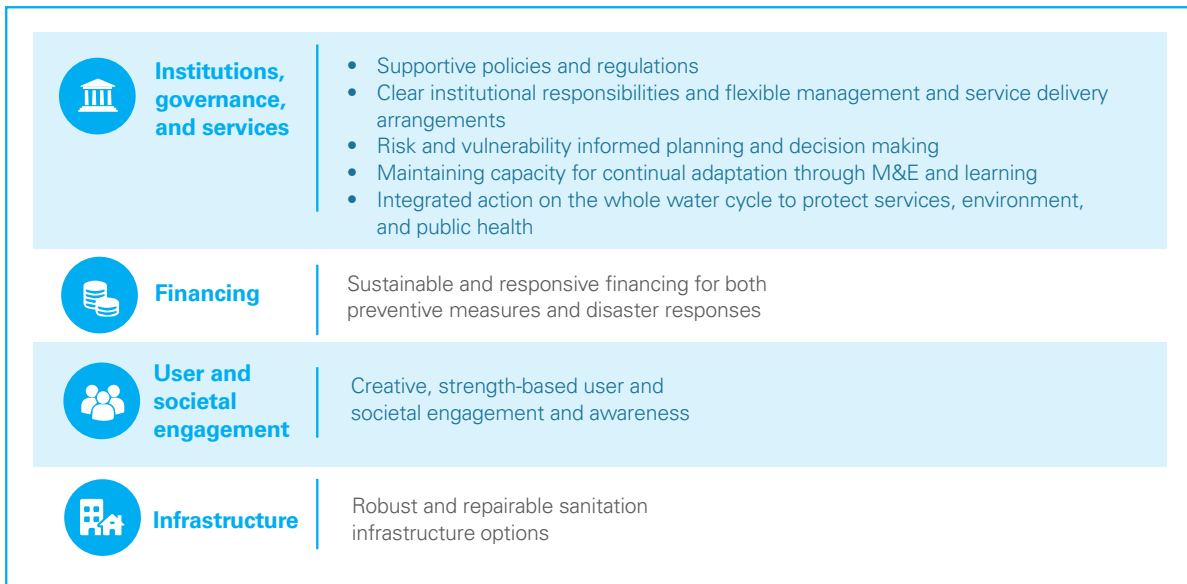 Institutions,
governance,
and services
• Supportive policies and regulations
• Clear institutional responsibilities and flexible management and service delivery
arrangements
• Risk and vulnerability informed planning and decision making
• Maintaining capacity for continual adaptation through M&E and learning
• Integrated action on the whole water cycle to protect services, environment,
and public health
Financing
Sustainable and responsive financing for both
preventive measures and disaster responses
User and
societal
engagement
Creative, strength-based user and
societal engagement and awareness
Infrastructure
Robust and repairable sanitation
infrastructure options